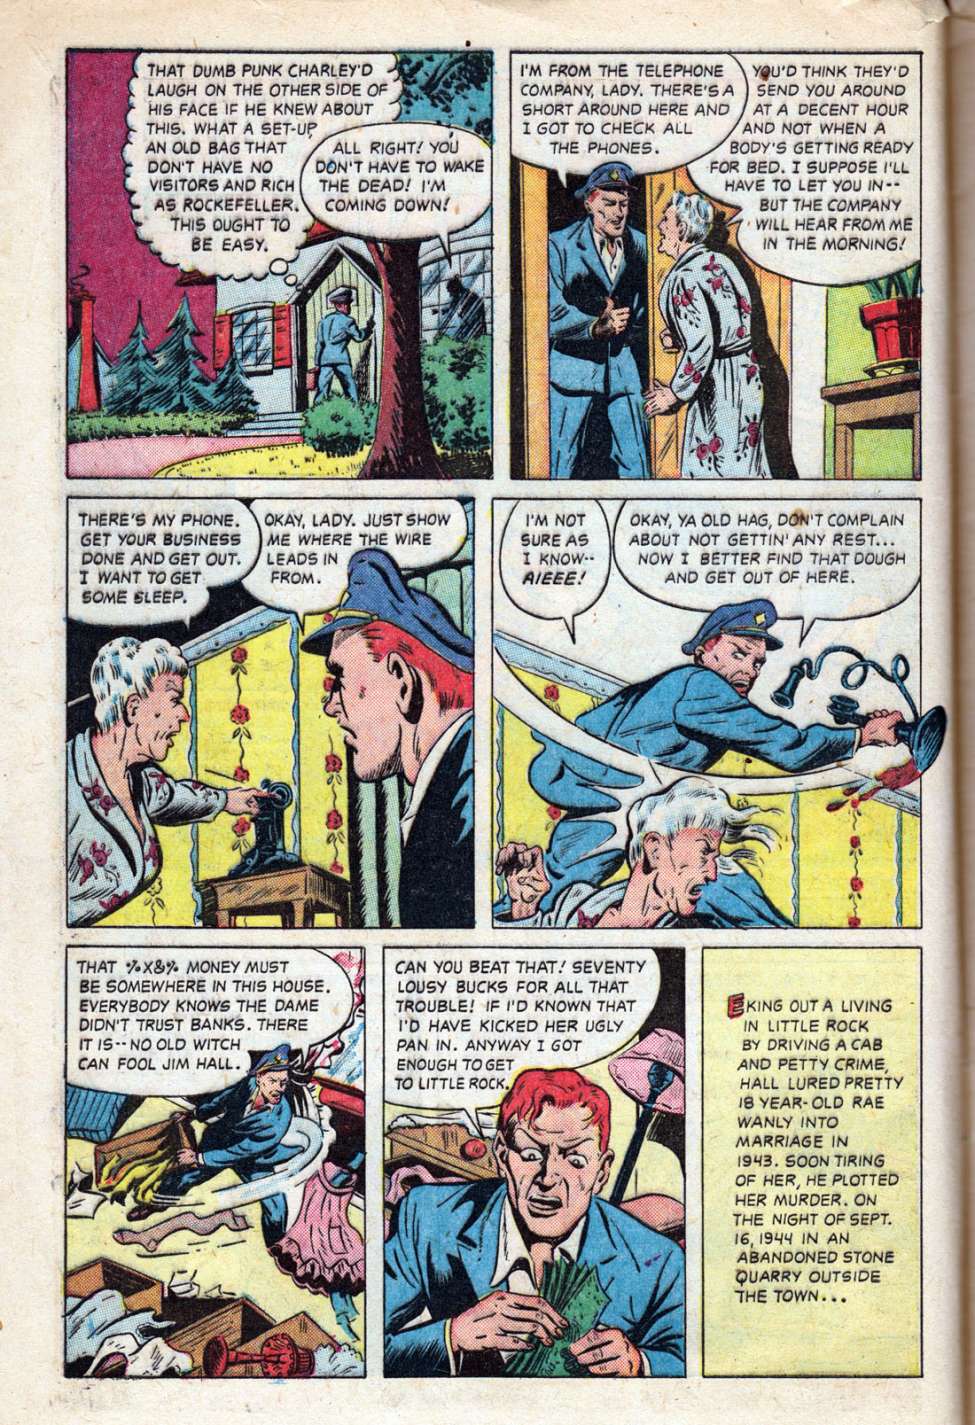 THAT DUMB PUNK CHARLEY'D
LAUGH ON THE OTHER SIDE OF
HIS FACE IF HE KNEW ABOUT
THIS. WHAT A SET-UP,
AN OLD BAG THAT
DON'T HAVE NO
VISITORS AND RICH
AS ROCKEFELLER.
THIS OUGHT TO
BE EASY.
ALL RIGHT! YOU
DON'T HAVE TO WAKE
THE DEAD! I'M
COMING DOWN!
I'M FROM THE TELEPHONE
COMPANY, LADY. THERE'S A
SHORT AROUND HERE AND
I GOT TO CHECK ALL
THE PHONES.
YOU'D THINK THEY'D
SEND YOU AROUND
AT A DECENT HOUR
AND NOT WHEN A
BODY'S GETTING READY
FOR BED. I SUPPOSE I'LL
HAVE TO LET YOU IN--
BUT THE COMPANY
WILL HEAR FROM ME
IN THE MORNING!
THERE'S MY PHONE.
GET YOUR BUSINESS
DONE AND GET OUT.
I WANT TO GET
SOME SLEEP.
OKAY, LADY. JUST SHOW
ME WHERE THE WIRE
LEADS IN
FROM.
I'M NOT
SURE AS
I KNOW--
AIEEE!
OKAY, YA OLD HAG, DON'T COMPLAIN
ABOUT NOT GETTIN' ANY REST...
NOW I BETTER FIND THAT DOUGH
AND GET OUT OF HERE.
THAT %X&% MONEY MUST
BE SOMEWHERE IN THIS HOUSE.
EVERYBODY KNOWS THE DAME
DIDN'T TRUST BANKS. THERE
IT IS--NO OLD WITCH
CAN FOOL JIM HALL.
CAN YOU BEAT THAT! SEVENTY
LOUSY BUCKS FOR ALL THAT
TROUBLE! IF I'D KNOWN THAT
I'D HAVE KICKED HER UGLY
PAN IN. ANYWAY I GOT
ENOUGH TO GET
TO LITTLE ROCK.
EKING OUT A LIVING
IN LITTLE ROCK
BY DRIVING A CAB
AND PETTY CRIME,
HALL LURED PRETTY
18 YEAR-OLD RAE
WANLY INTO
MARRIAGE IN
1943. SOON TIRING
OF HER, HE PLOTTED
HER MURDER. ON
THE NIGHT OF SEPT.
16, 1944 IN AN
ABANDONED STONE
QUARRY OUTSIDE
THE TOWN...